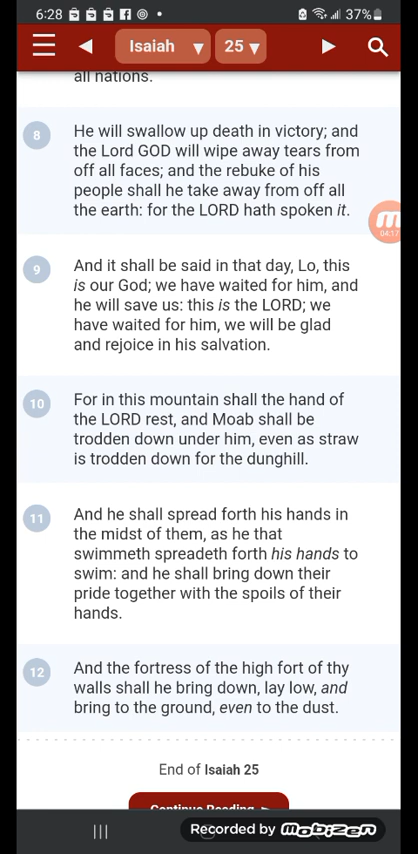 6:28 37%
Isaiah ▼ 25 ▼
all nations.
8 He will swallow up death in victory; and
the Lord GOD will wipe away tears from
off all faces; and the rebuke of his
people shall he take away from off all
the earth: for the LORD hath spoken it.
04:17
9 And it shall be said in that day, Lo, this
is our God; we have waited for him, and
he will save us: this is the LORD; we
have waited for him, we will be glad
and rejoice in his salvation.
10 For in this mountain shall the hand of
the LORD rest, and Moab shall be
trodden down under him, even as straw
is trodden down for the dunghill.
11 And he shall spread forth his hands in
the midst of them, as he that
swimmeth spreadeth forth his hands to
swim: and he shall bring down their
pride together with the spoils of their
hands.
12 And the fortress of the high fort of thy
walls shall he bring down, lay low, and
bring to the ground, even to the dust.
End of Isaiah 25
Continue Reading
Recorded by mobizen